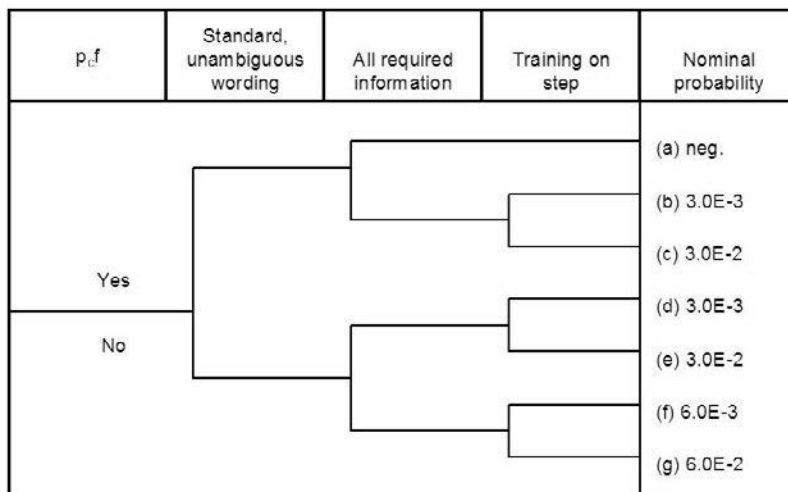 p꜀f
Standard,
unambiguous
wording
All required
information
Training on
step
Nominal
probability
(a) neg.
(b) 3.0E-3
(c) 3.0E-2
Yes
(d) 3.0E-3
No
(e) 3.0E-2
(f) 6.0E-3
(g) 6.0E-2